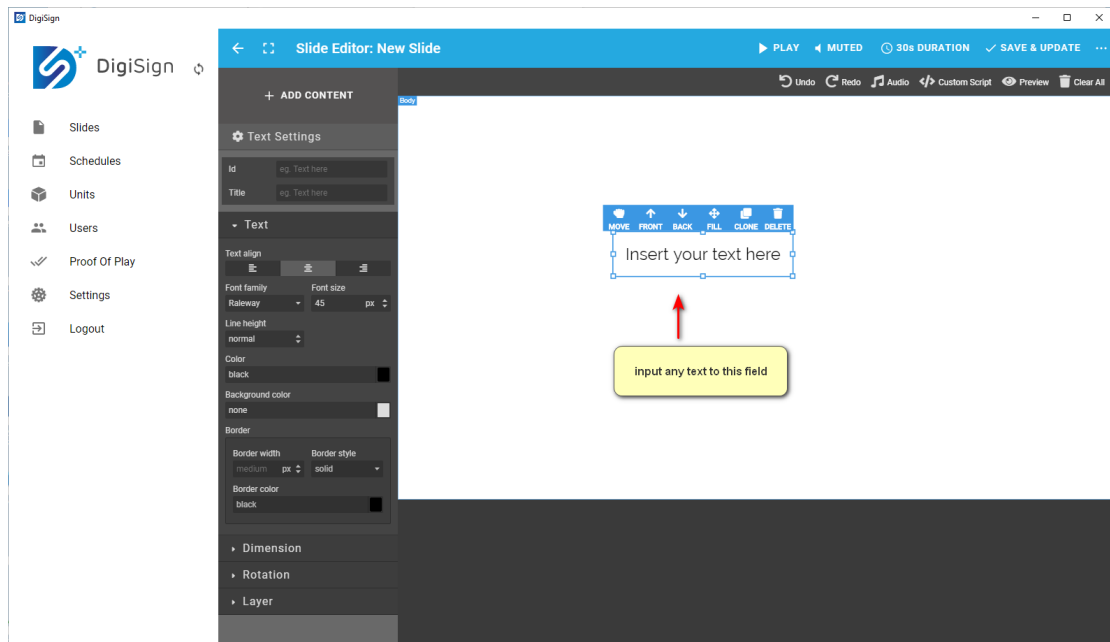 DigiSign
DigiSign
Slides
Schedules
Units
Users
Proof Of Play
Settings
Logout
Slide Editor: New Slide
PLAY MUTED 30s DURATION SAVE & UPDATE
Undo Redo Audio Custom Script Preview Clear All
+ ADD CONTENT
Text Settings
Id eg. Text here
Title eg. Text here
Text
Text align
Font family Font size
Raleway 45 px
Line height
normal
Color
black
Background color
none
Border
Border width Border style
medium px solid
Border color
black
Dimension
Rotation
Layer
Body
MOVE FRONT BACK FILL CLONE DELETE
Insert your text here
input any text to this field